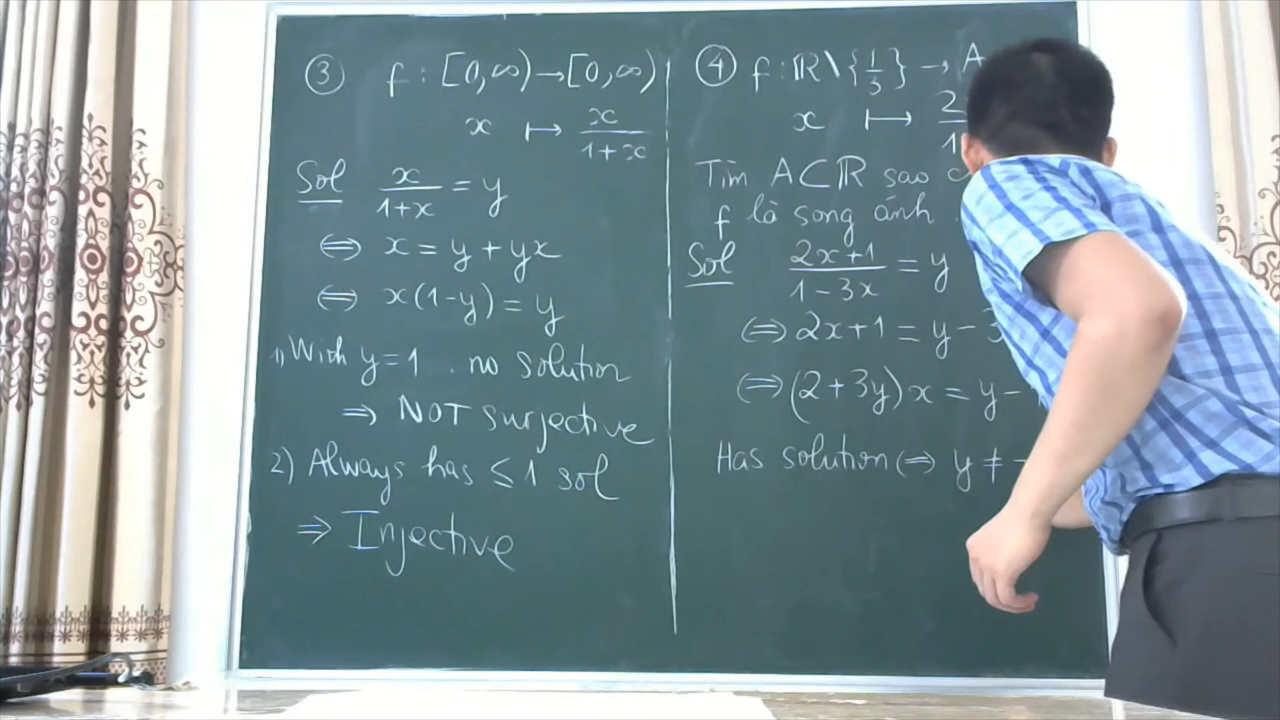 ③ f : [0,∞) → [0,∞)
x ↦ x/(1+x)
Sol x/(1+x) = y
⇔ x = y + yx
⇔ x(1-y) = y
1) With y=1 . no solution
⇒ NOT surjective
2) Always has ≤ 1 sol
⇒ Injective
④ f : ℝ \ {1/3} → A
x ↦
Tìm A⊂ℝ sao
f là song ánh
Sol (2x+1)/(1-3x) = y
⇔ 2x+1 = y -
⇔ (2+3y)x = y -
Has solution ⇔ y ≠ -